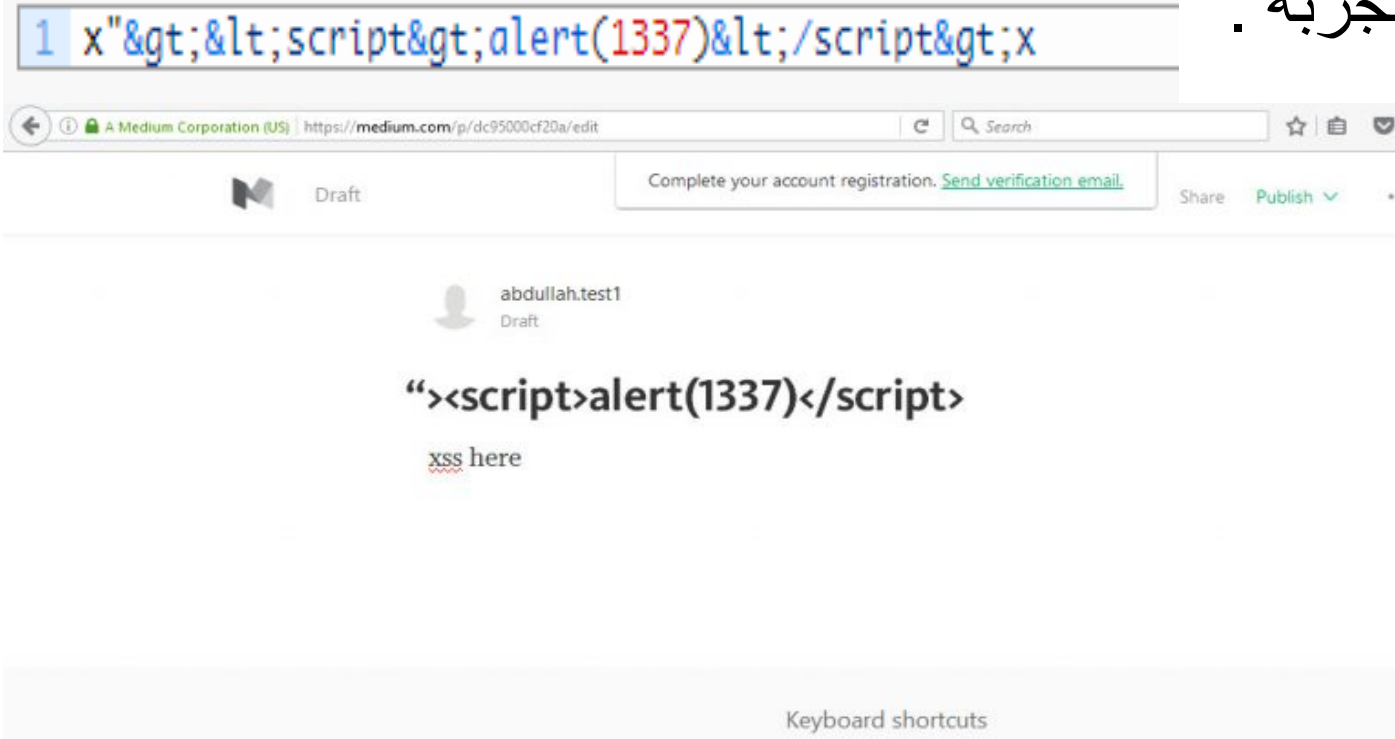 جربة .
1 x"&gt;&lt;script&gt;alert(1337)&lt;/script&gt;x
A Medium Corporation (US) https://medium.com/p/dc95000cf20a/edit Search
Draft Complete your account registration. Send verification email. Share Publish
abdullah.test1
Draft
“><script>alert(1337)</script>
xss here
Keyboard shortcuts